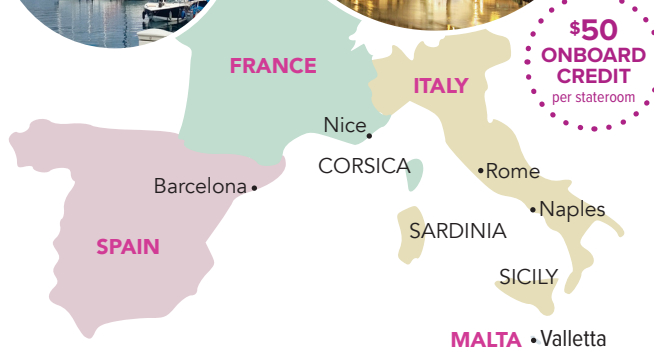 $50
ONBOARD
CREDIT
per stateroom
FRANCE
ITALY
Nice
CORSICA
Rome
Barcelona
Naples
SARDINIA
SPAIN
SICILY
MALTA • Valletta